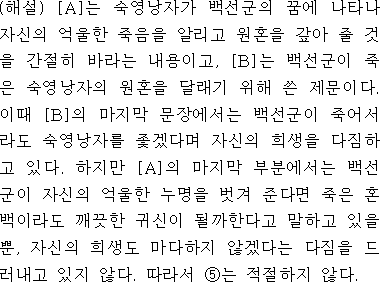 (해설) [A]는 숙영낭자가 백선군의 꿈에 나타나
자신의 억울한 죽음을 알리고 원혼을 갚아 줄 것
을 간절히 바라는 내용이고, [B]는 백선군이 죽
은 숙영낭자의 원혼을 달래기 위해 쓴 제문이다.
이때 [B]의 마지막 문장에서는 백선군이 죽어서
라도 숙영낭자를 좇겠다며 자신의 희생을 다짐하
고 있다. 하지만 [A]의 마지막 부분에서는 백선
군이 자신의 억울한 누명을 벗겨 준다면 죽은 혼
백이라도 깨끗한 귀신이 될까한다고 말하고 있을
뿐, 자신의 희생도 마다하지 않겠다는 다짐을 드
러내고 있지 않다. 따라서 ⑤는 적절하지 않다.